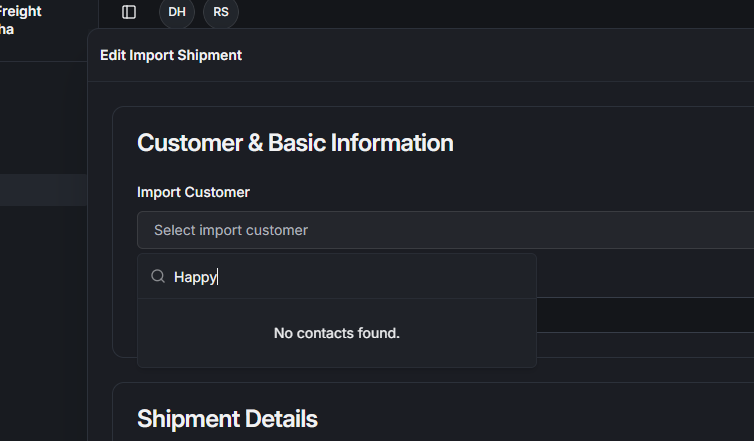 Freight
ha
DH
RS
Edit Import Shipment
Customer & Basic Information
Import Customer
Select import customer
Happy
No contacts found.
Shipment Details